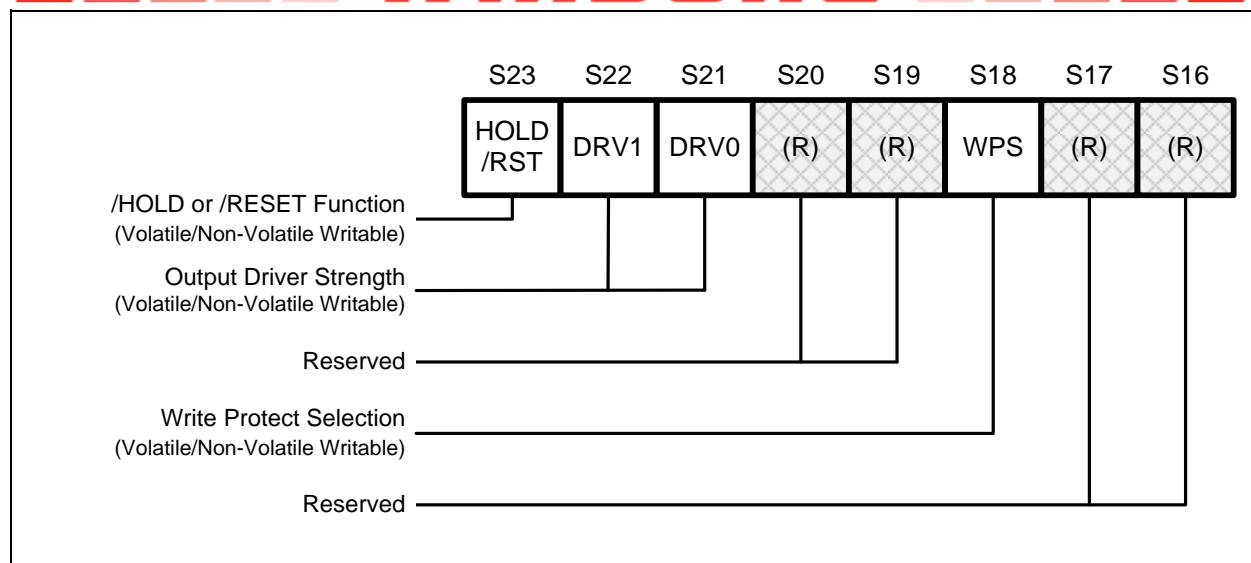 S23 S22 S21 S20 S19 S18 S17 S16
HOLD /RST DRV1 DRV0 (R) (R) WPS (R) (R)
/HOLD or /RESET Function
(Volatile/Non-Volatile Writable)
Output Driver Strength
(Volatile/Non-Volatile Writable)
Reserved
Write Protect Selection
(Volatile/Non-Volatile Writable)
Reserved